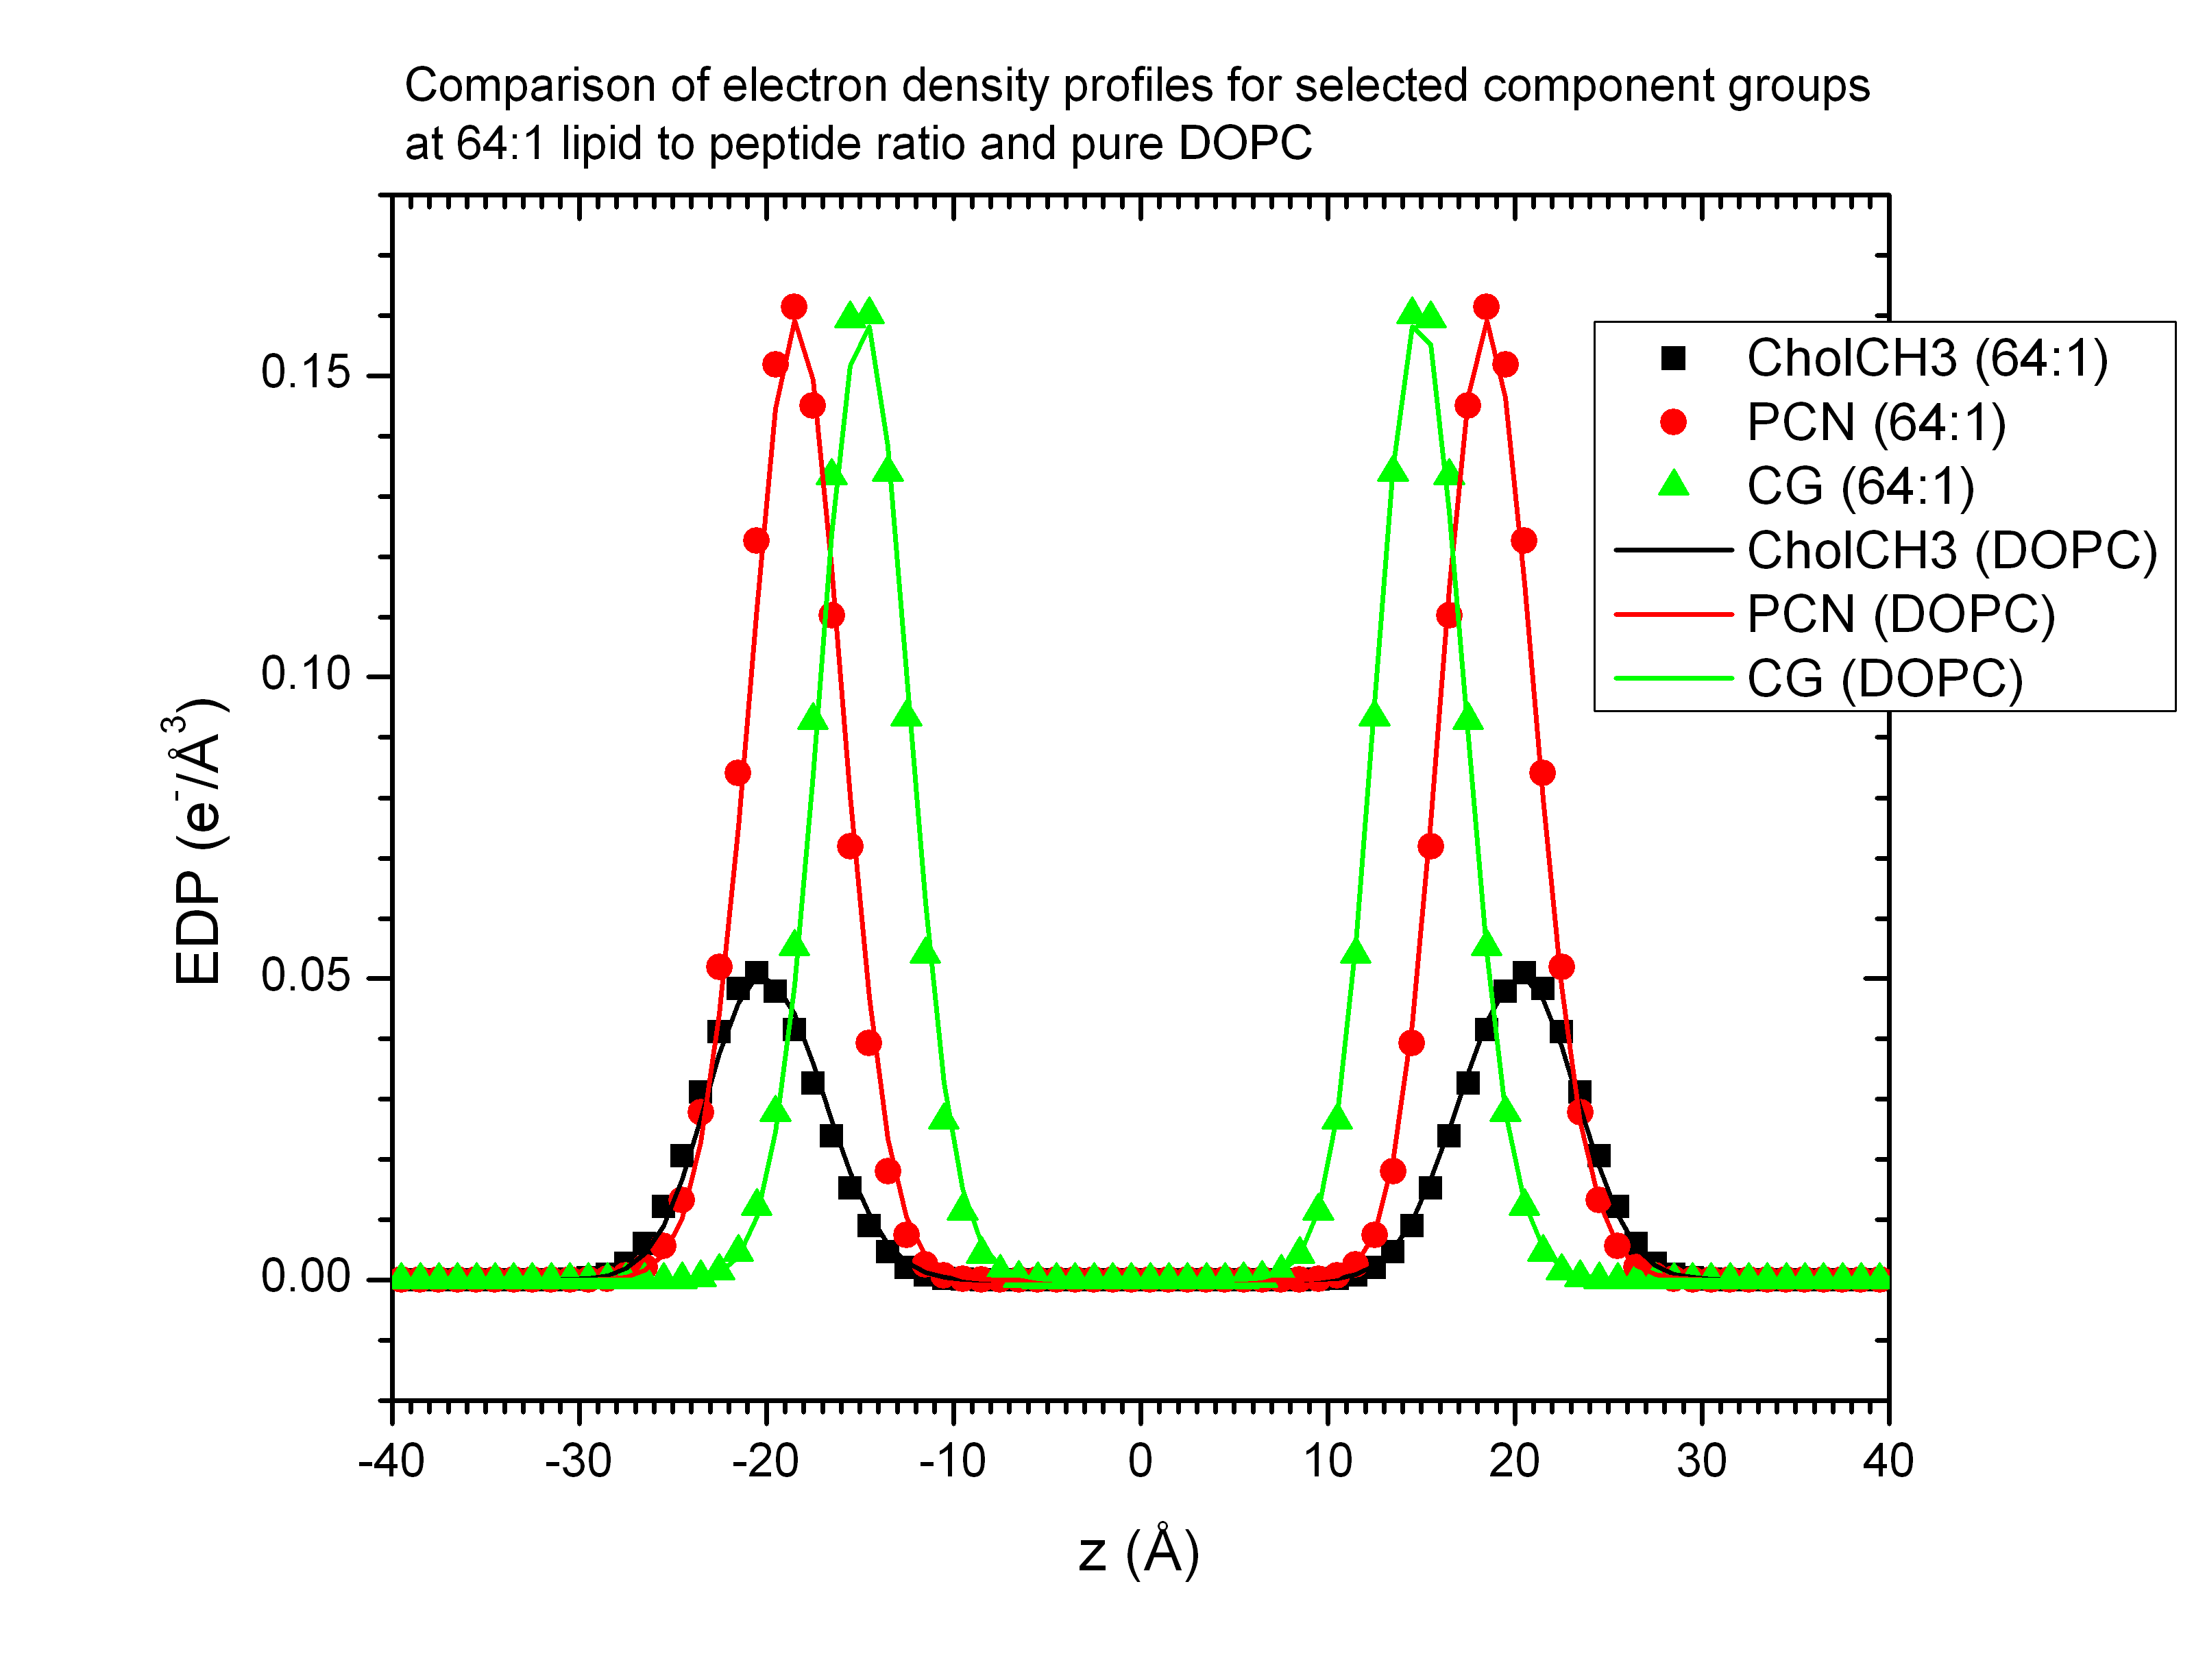 Comparison of electron density profiles for selected component groups
at 64:1 lipid to peptide ratio and pure DOPC
CholCH3 (64:1)
PCN (64:1)
CG (64:1)
CholCH3 (DOPC)
PCN (DOPC)
CG (DOPC)
EDP (e⁻/Å³)
0.15
0.10
0.05
0.00
-40 -30 -20 -10 0 10 20 30 40
z (Å)